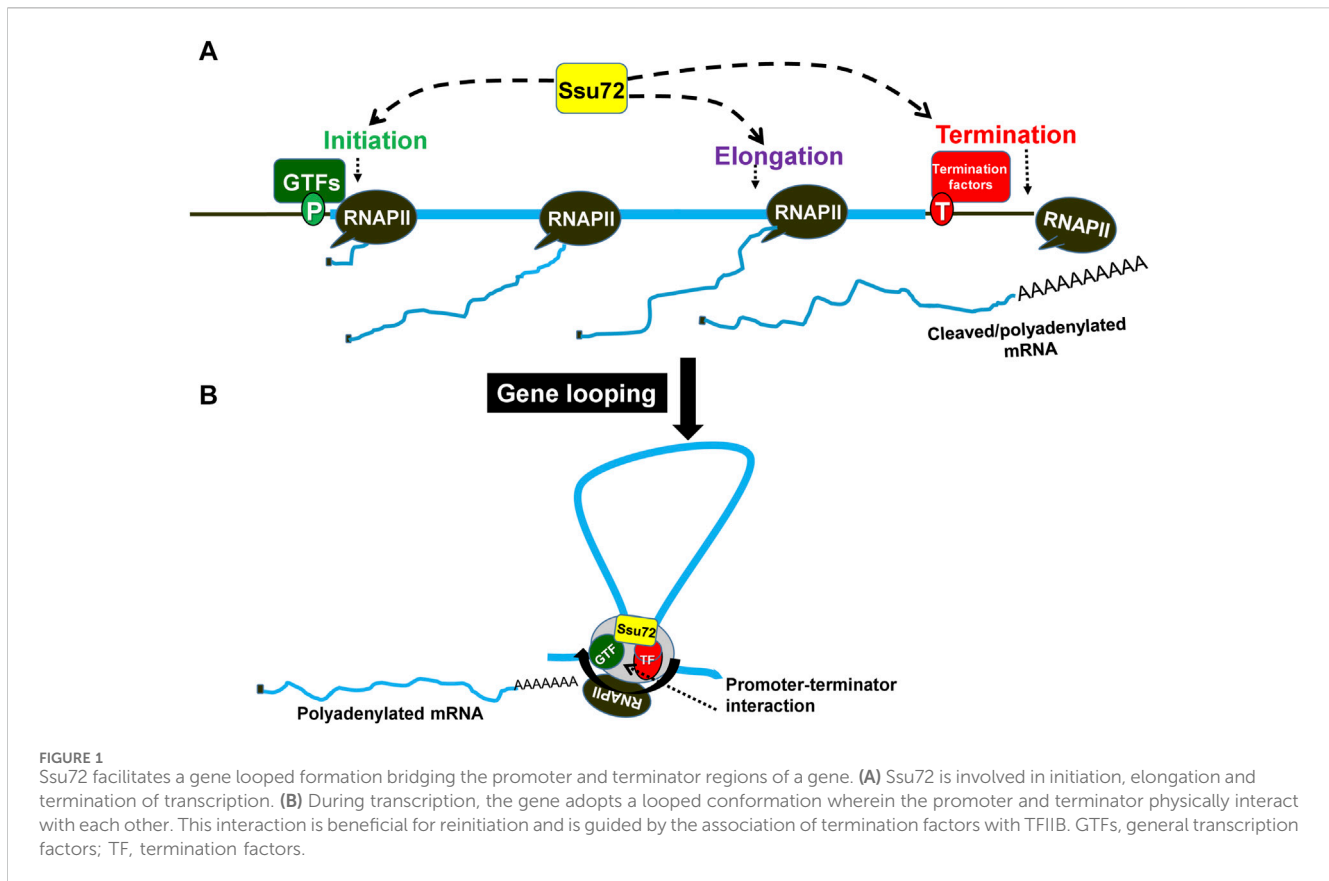 A
Ssu72
Initiation
Elongation
Termination
GTFs
Termination
factors
P
RNAPII
RNAPII
RNAPII
T
RNAPII
AAAAAAAAAA
Cleaved/polyadenylated
mRNA
B
Gene looping
Ssu72
GTF
TF
RNAPII
AAAAAAA
Polyadenylated mRNA
Promoter-terminator
interaction
FIGURE 1
Ssu72 facilitates a gene looped formation bridging the promoter and terminator regions of a gene. (A) Ssu72 is involved in initiation, elongation and
termination of transcription. (B) During transcription, the gene adopts a looped conformation wherein the promoter and terminator physically interact
with each other. This interaction is beneficial for reinitiation and is guided by the association of termination factors with TFIIB. GTFs, general transcription
factors; TF, termination factors.